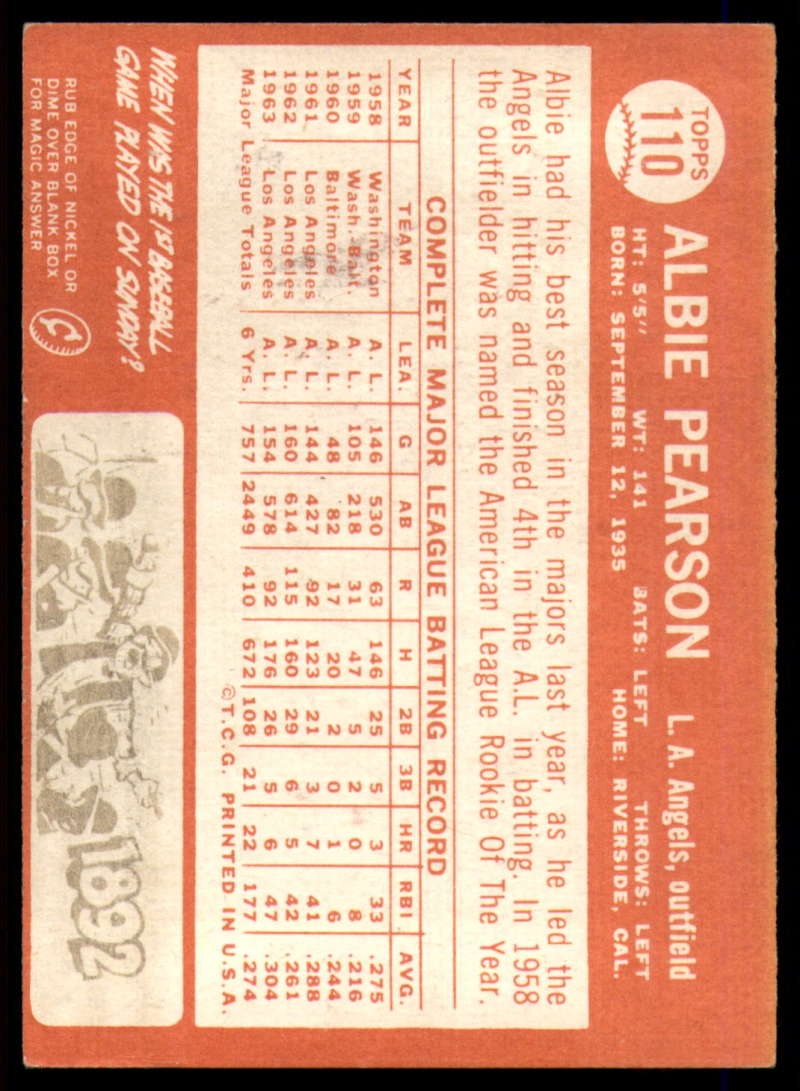 TOPPS
110
ALBIE PEARSON L. A. Angels, outfield
HT: 5'5" WT: 141 BATS: LEFT THROWS: LEFT
BORN: SEPTEMBER 12, 1935 HOME: RIVERSIDE, CAL.
Albie had his best season in the majors last year, as he led the
Angels in hitting and finished 4th in the A.L. in batting. In 1958
the outfielder was named the American League Rookie Of The Year.
COMPLETE MAJOR LEAGUE BATTING RECORD
YEAR TEAM LEA. G AB R H 2B 3B HR RBI AVG.
1958 Washington A. L. 146 530 63 146 25 5 3 33 .275
1959 Wash. Balt. A. L. 105 218 31 47 5 2 0 8 .216
1960 Baltimore A. L. 48 82 17 20 2 0 1 6 .244
1961 Los Angeles A. L. 144 427 92 123 21 3 7 41 .288
1962 Los Angeles A. L. 160 614 115 160 29 6 5 42 .261
1963 Los Angeles A. L. 154 578 92 176 26 5 6 47 .304
Major League Totals 6 Yrs. 757 2449 410 672 108 21 22 177 .274
©T.C.G. PRINTED IN U.S.A.
WHEN WAS THE 1ST BASEBALL
GAME PLAYED ON SUNDAY?
RUB EDGE OF NICKEL OR
DIME OVER BLANK BOX
FOR MAGIC ANSWER
1892